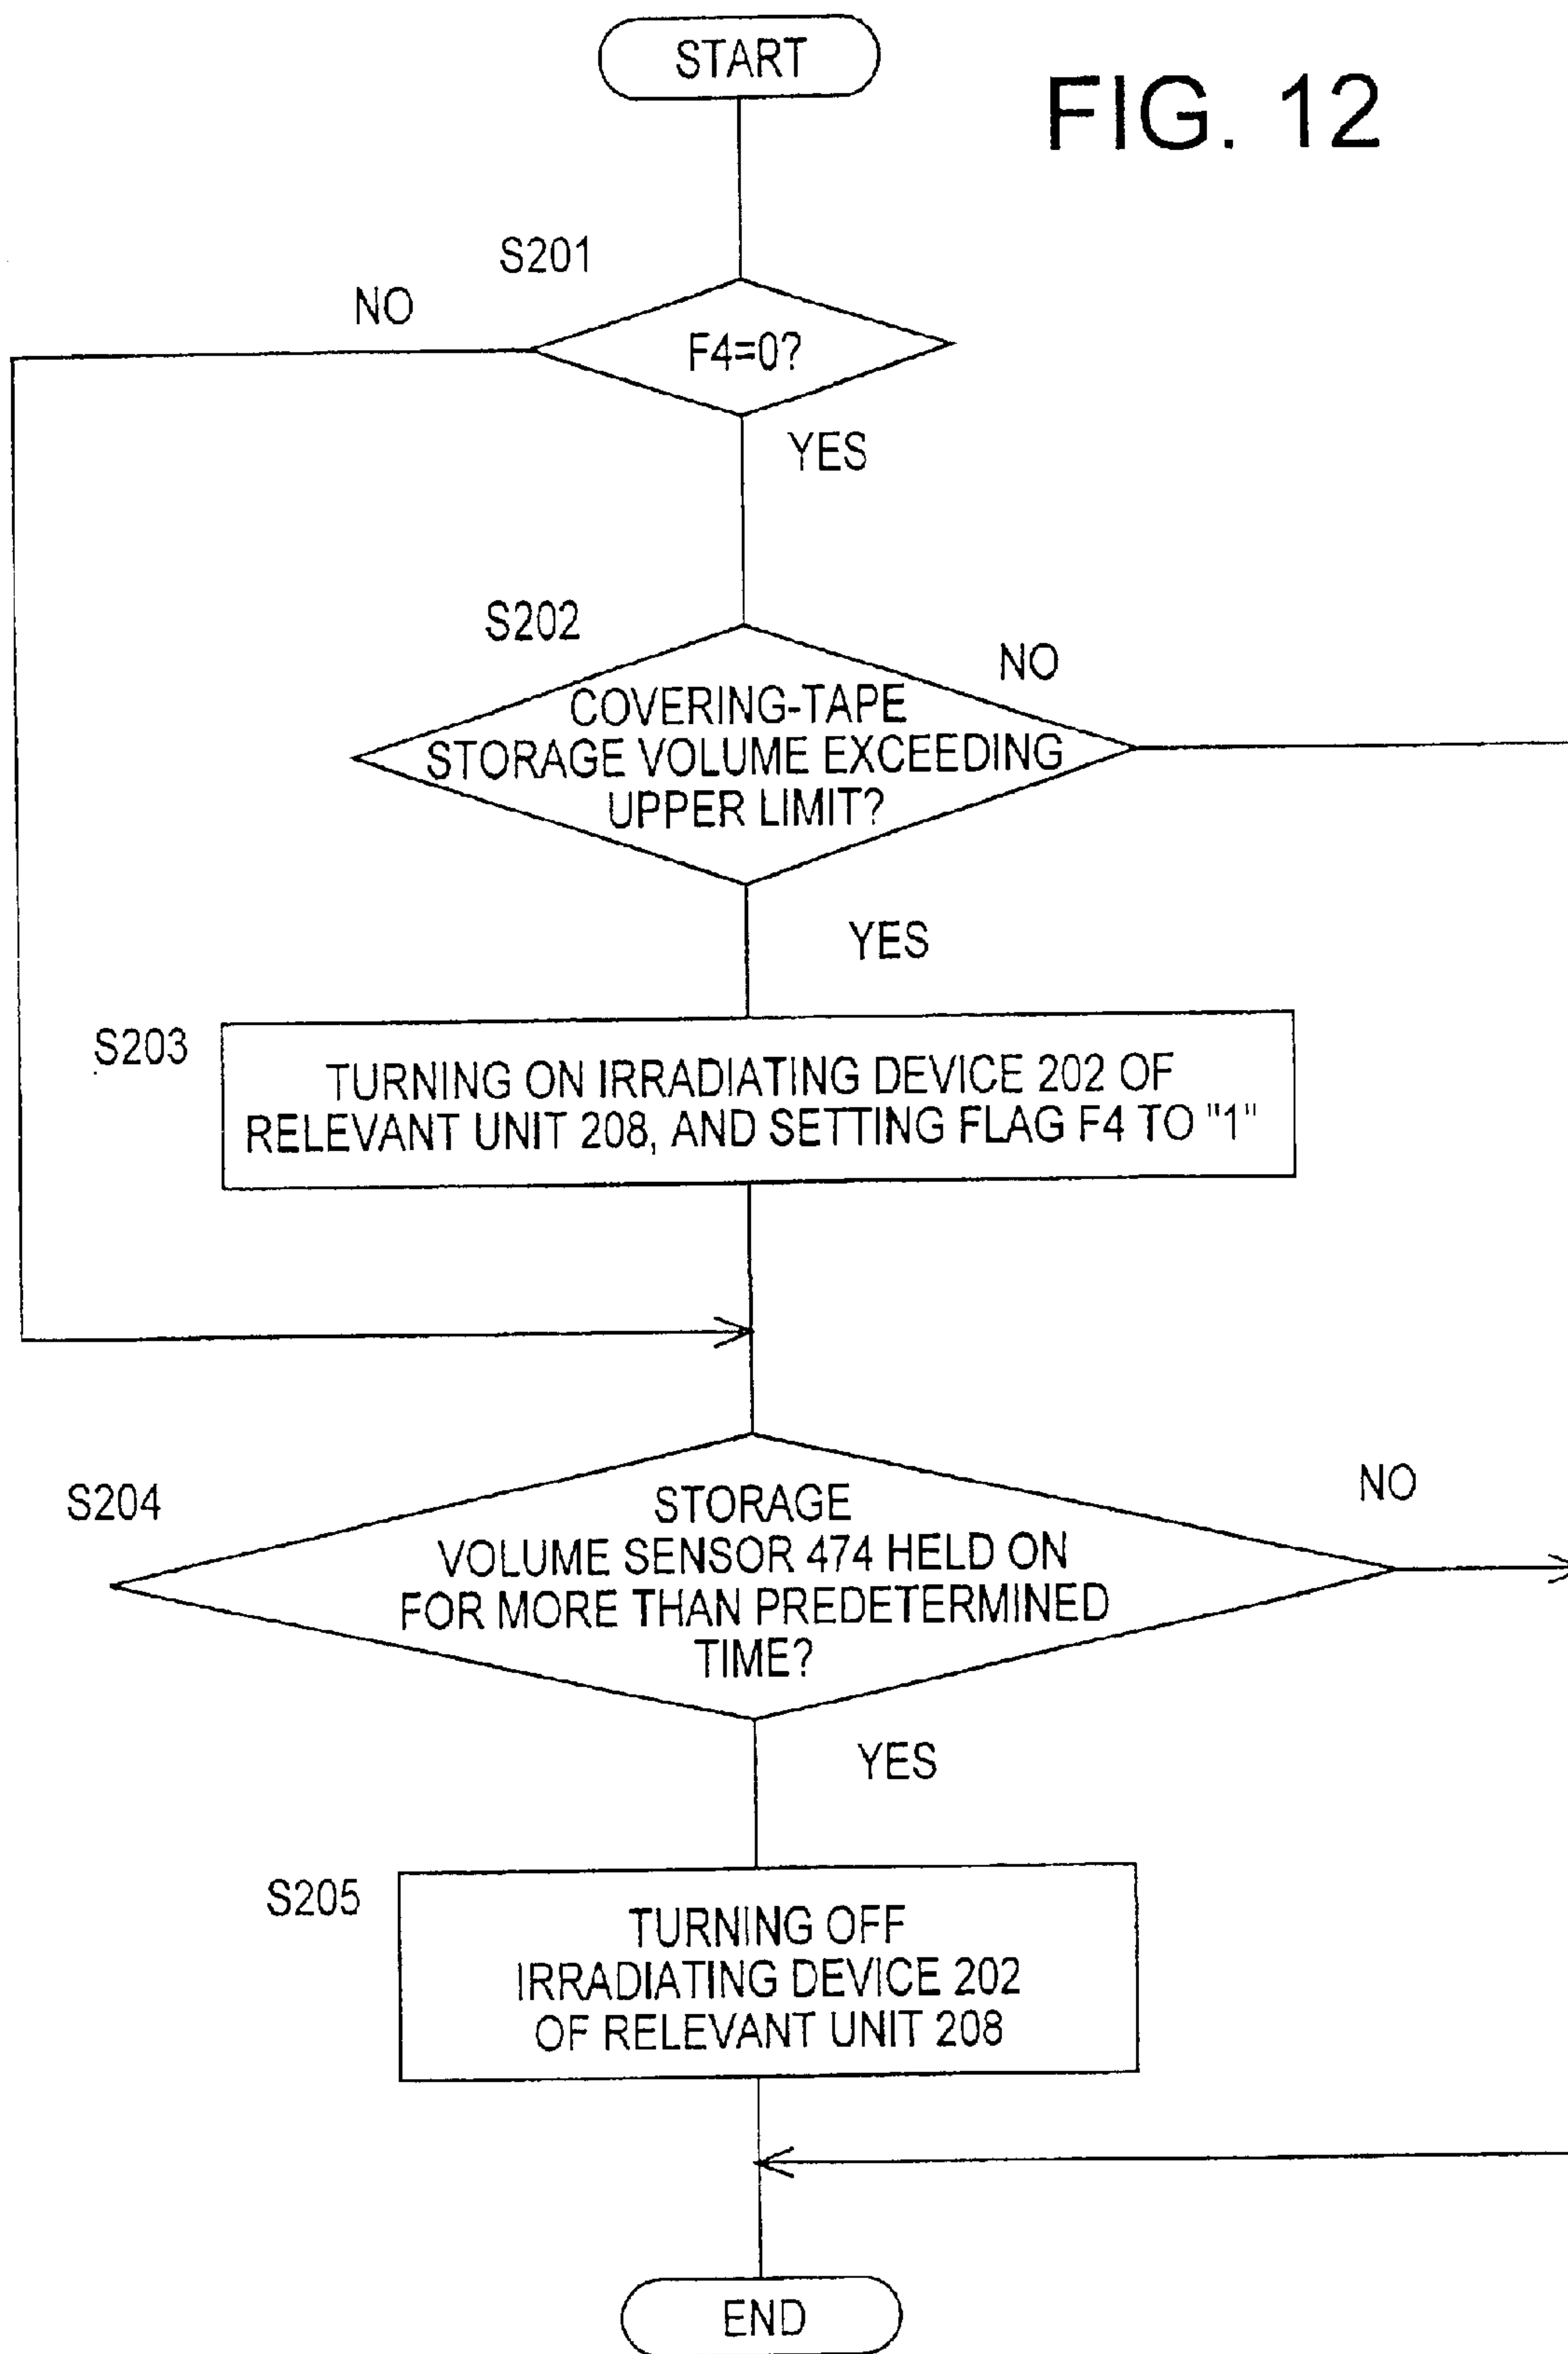 START
FIG. 12
S201
NO
F4=0?
YES
S202
NO
COVERING-TAPE
STORAGE VOLUME EXCEEDING
UPPER LIMIT?
YES
S203
TURNING ON IRRADIATING DEVICE 202 OF
RELEVANT UNIT 208, AND SETTING FLAG F4 TO "1"
S204
NO
STORAGE
VOLUME SENSOR 474 HELD ON
FOR MORE THAN PREDETERMINED
TIME?
YES
S205
TURNING OFF
IRRADIATING DEVICE 202
OF RELEVANT UNIT 208
END